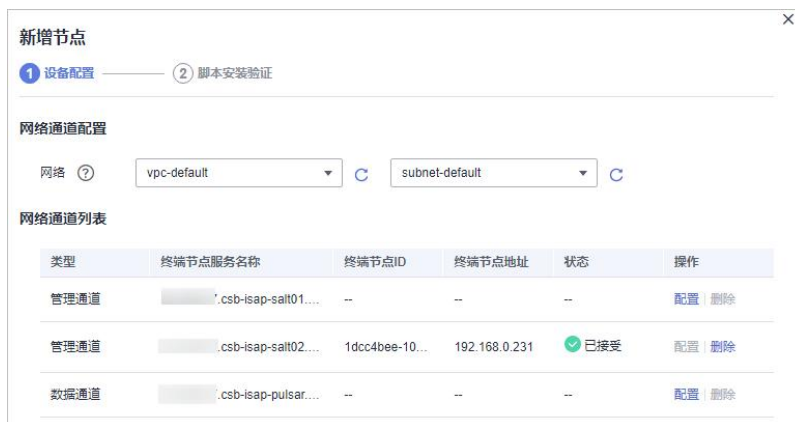 新增节点
1 设备配置 2 脚本安装验证
网络通道配置
网络 ? vpc-default subnet-default
网络通道列表
类型 终端节点服务名称 终端节点ID 终端节点地址 状态 操作
管理通道 .csb-isap-salt01.... -- -- -- 配置 删除
管理通道 .csb-isap-salt02.... 1dcc4bee-10... 192.168.0.231 已接受 配置 删除
数据通道 .csb-isap-pulsar.... -- -- -- 配置 删除